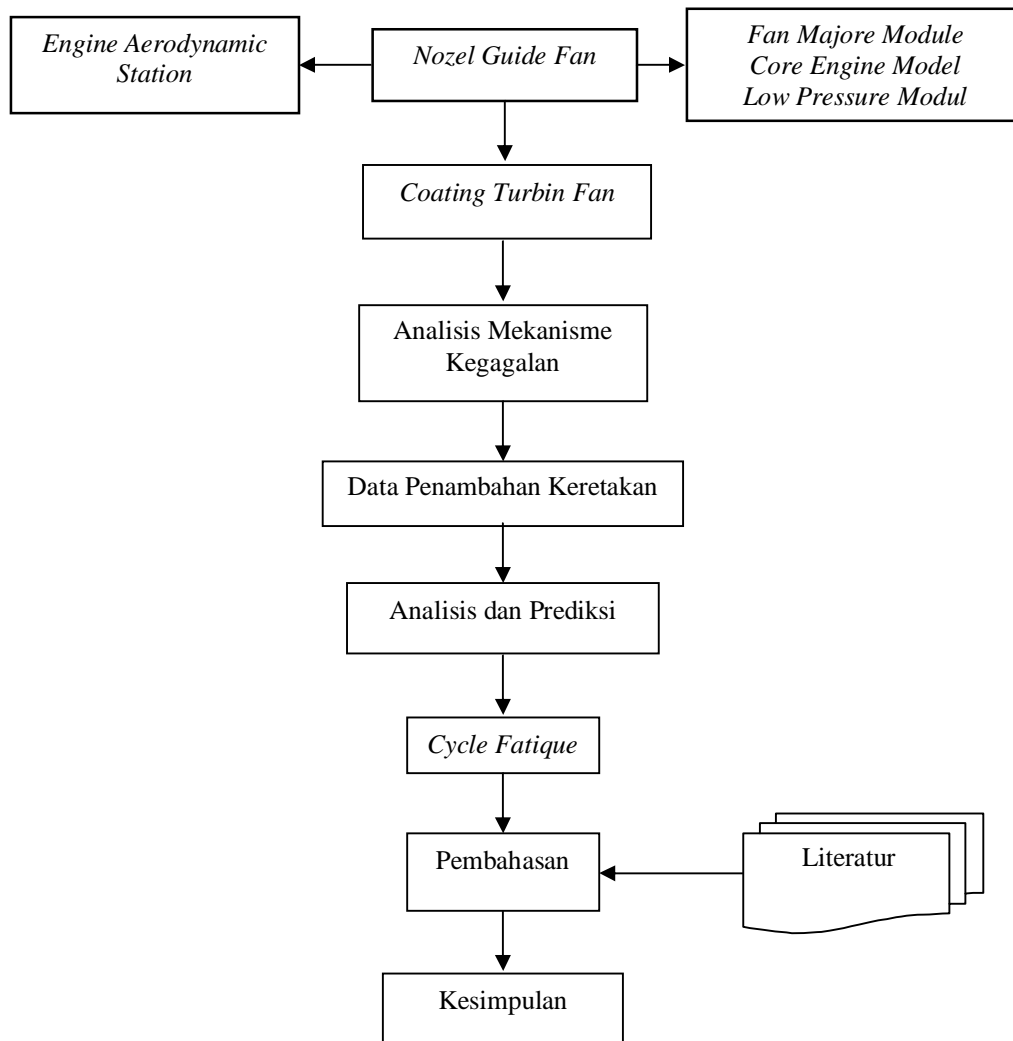 Engine Aerodynamic
Station
Nozel Guide Fan
Fan Majore Module
Core Engine Model
Low Pressure Modul
Coating Turbin Fan
Analisis Mekanisme
Kegagalan
Data Penambahan Keretakan
Analisis dan Prediksi
Cycle Fatique
Pembahasan
Literatur
Kesimpulan